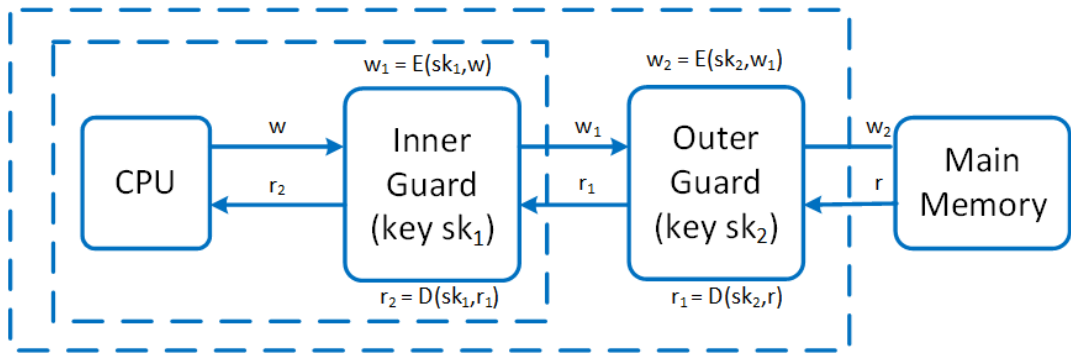 w₁ = E(sk₁,w)
w₂ = E(sk₂,w₁)
CPU
w
r₂
Inner
Guard
(key sk₁)
w₁
r₁
Outer
Guard
(key sk₂)
w₂
r
Main
Memory
r₂ = D(sk₁,r₁)
r₁ = D(sk₂,r)